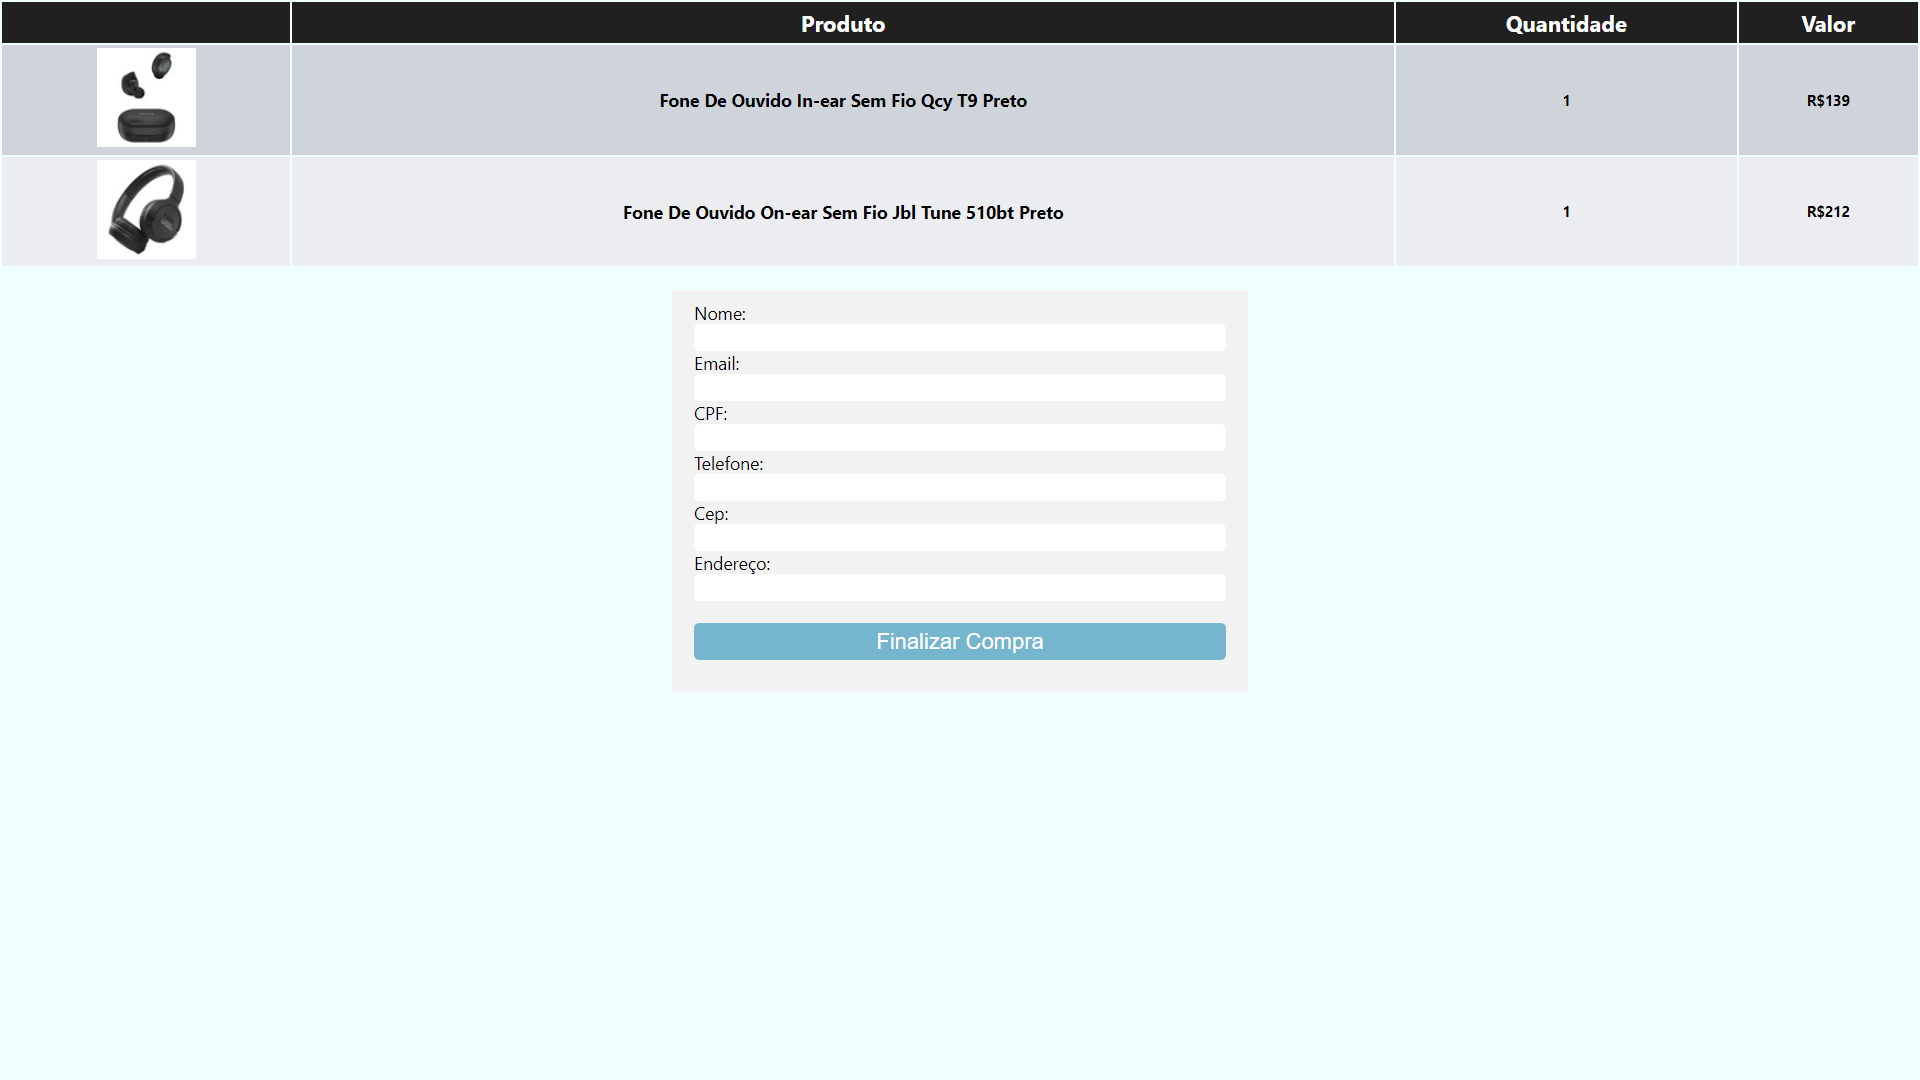 Produto Quantidade Valor
Fone De Ouvido In-ear Sem Fio Qcy T9 Preto 1 R$139
Fone De Ouvido On-ear Sem Fio Jbl Tune 510bt Preto 1 R$212
Nome:
Email:
CPF:
Telefone:
Cep:
Endereço:
Finalizar Compra